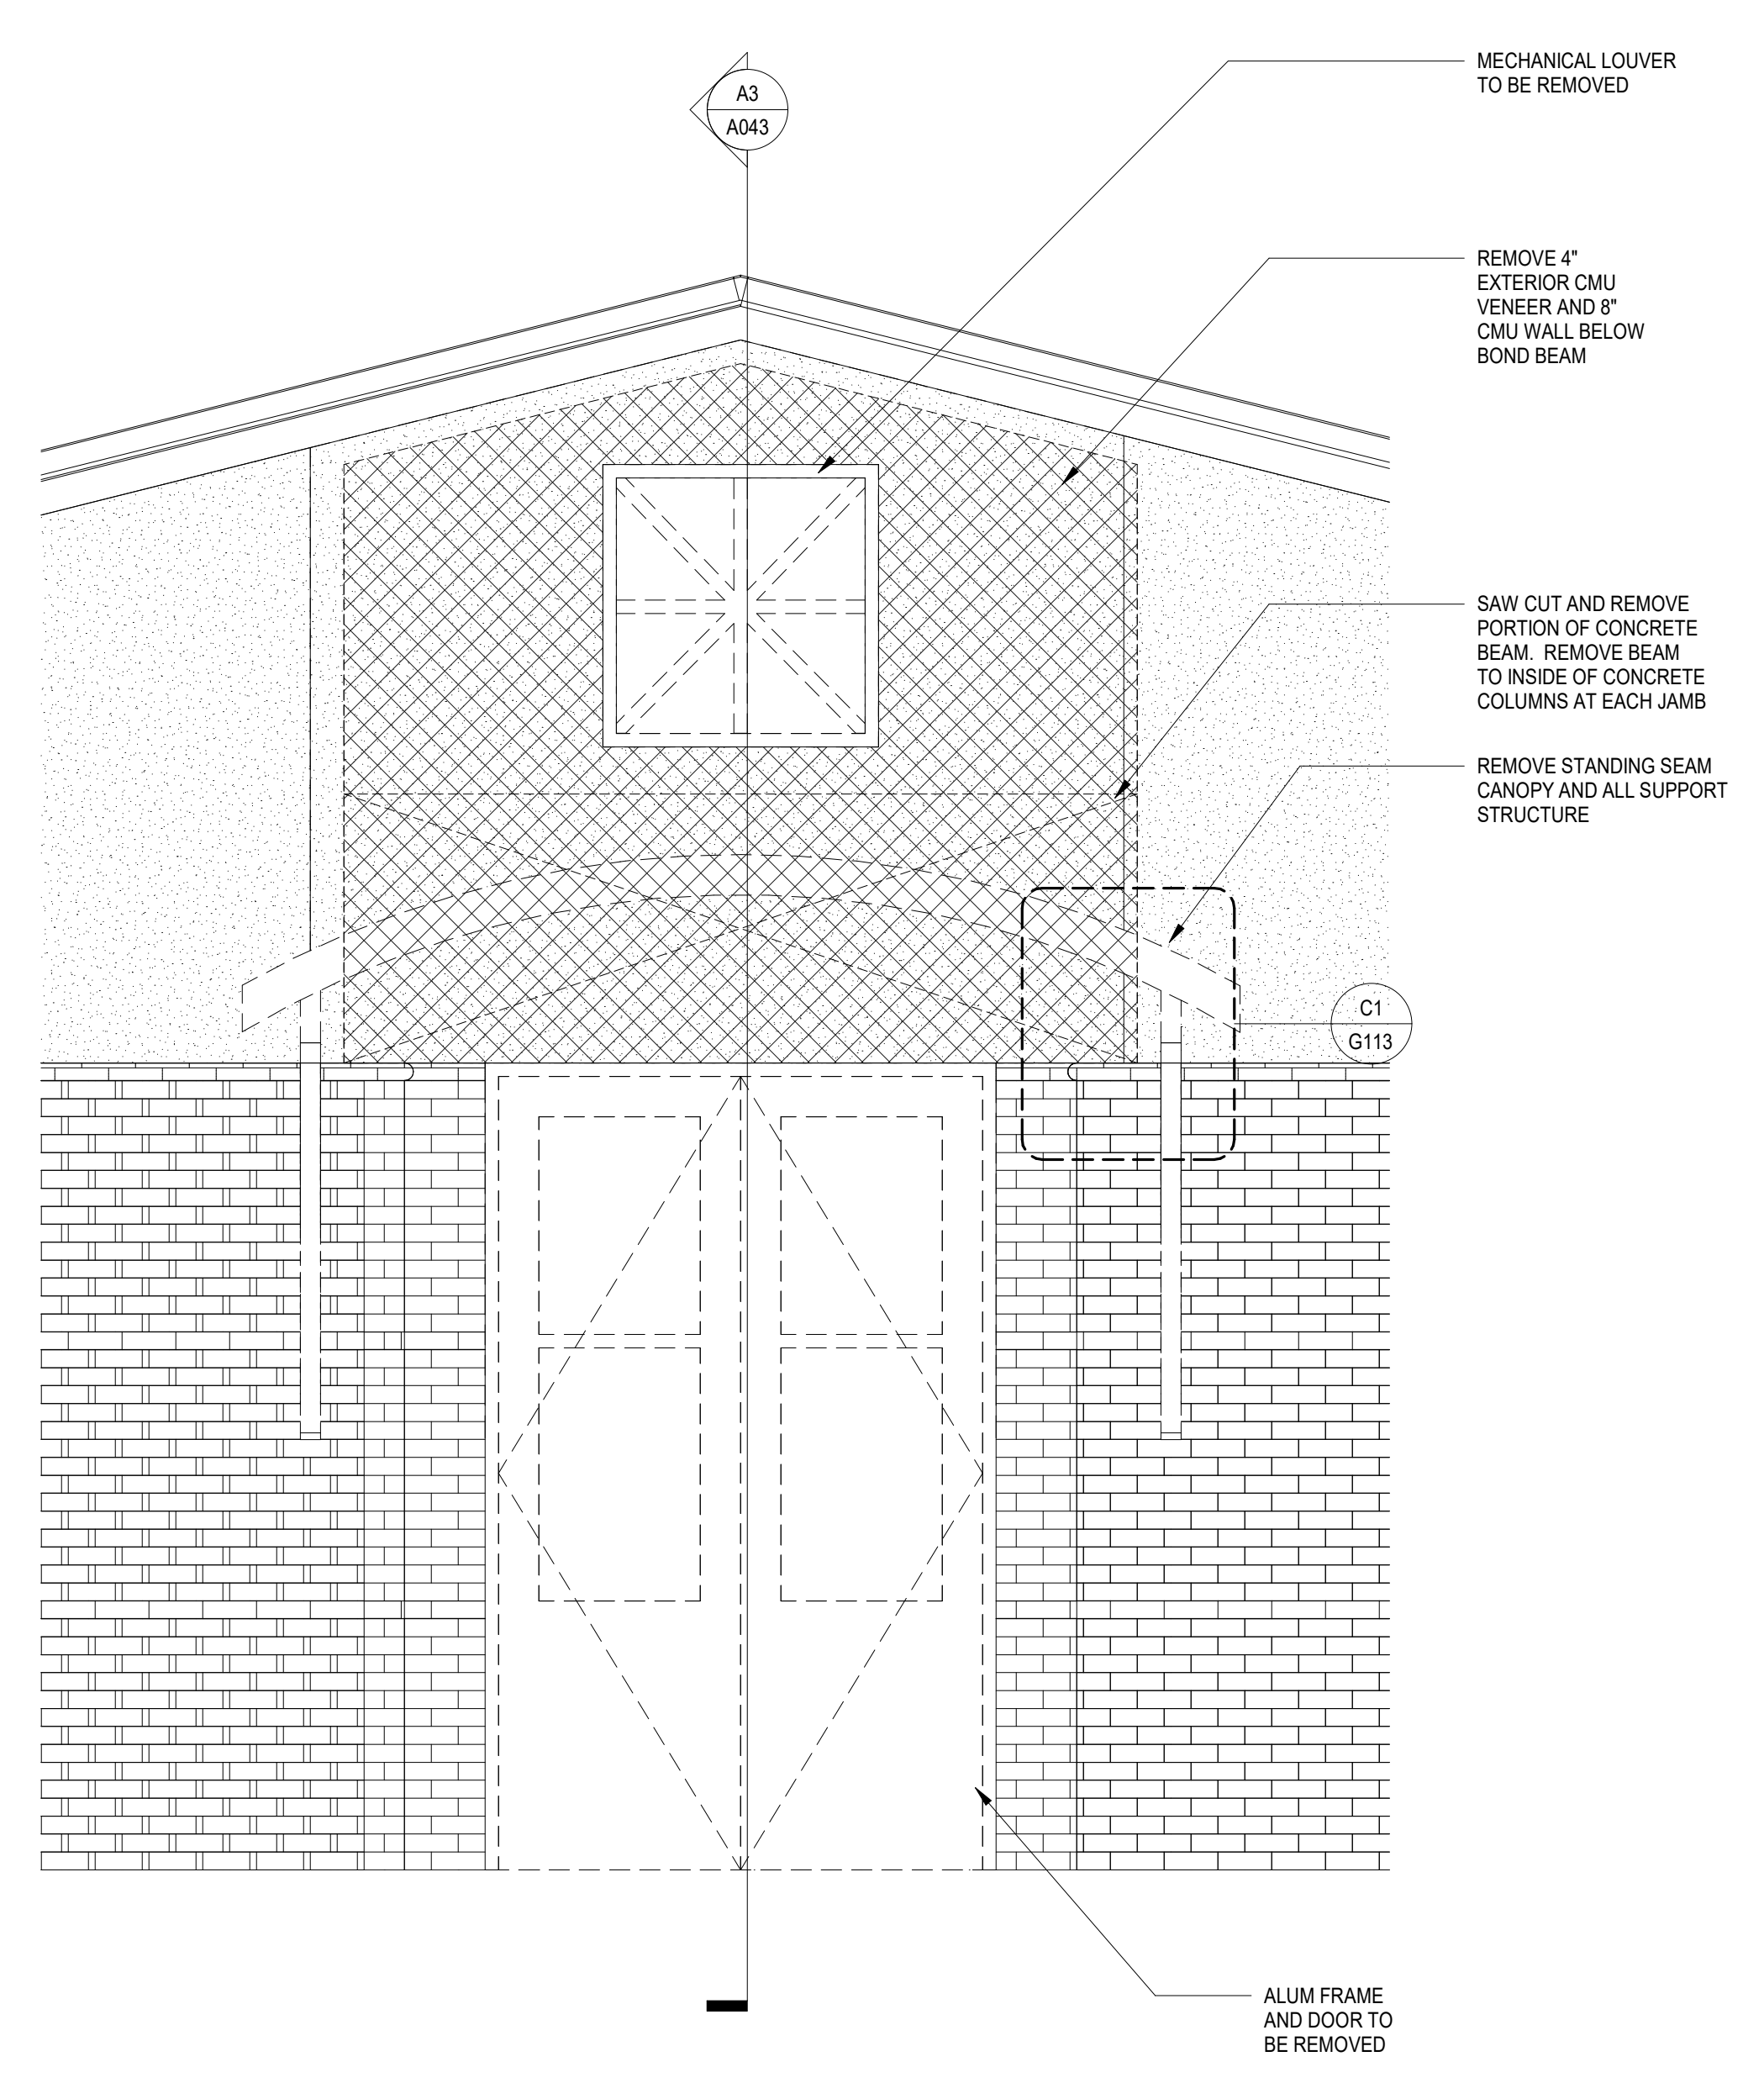 A3
A043
MECHANICAL LOUVER
TO BE REMOVED
REMOVE 4"
EXTERIOR CMU
VENEER AND 8"
CMU WALL BELOW
BOND BEAM
SAW CUT AND REMOVE
PORTION OF CONCRETE
BEAM. REMOVE BEAM
TO INSIDE OF CONCRETE
COLUMNS AT EACH JAMB
REMOVE STANDING SEAM
CANOPY AND ALL SUPPORT
STRUCTURE
C1
G113
ALUM FRAME
AND DOOR TO
BE REMOVED